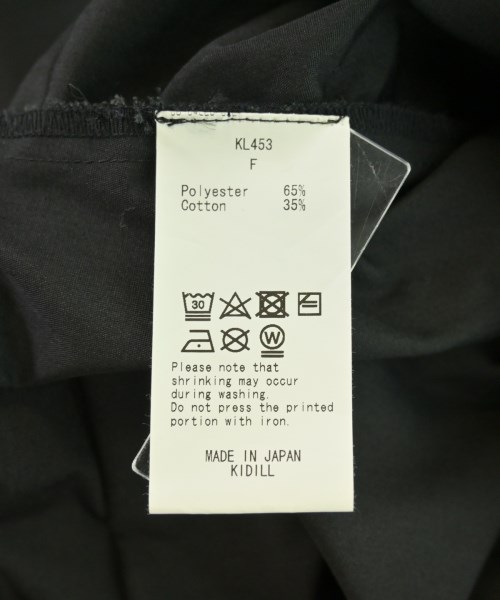 KL453
F
Polyester 65%
Cotton 35%
30
W
Please note that
shrinking may occur
during washing.
Do not press the printed
portion with iron.
MADE IN JAPAN
KIDILL